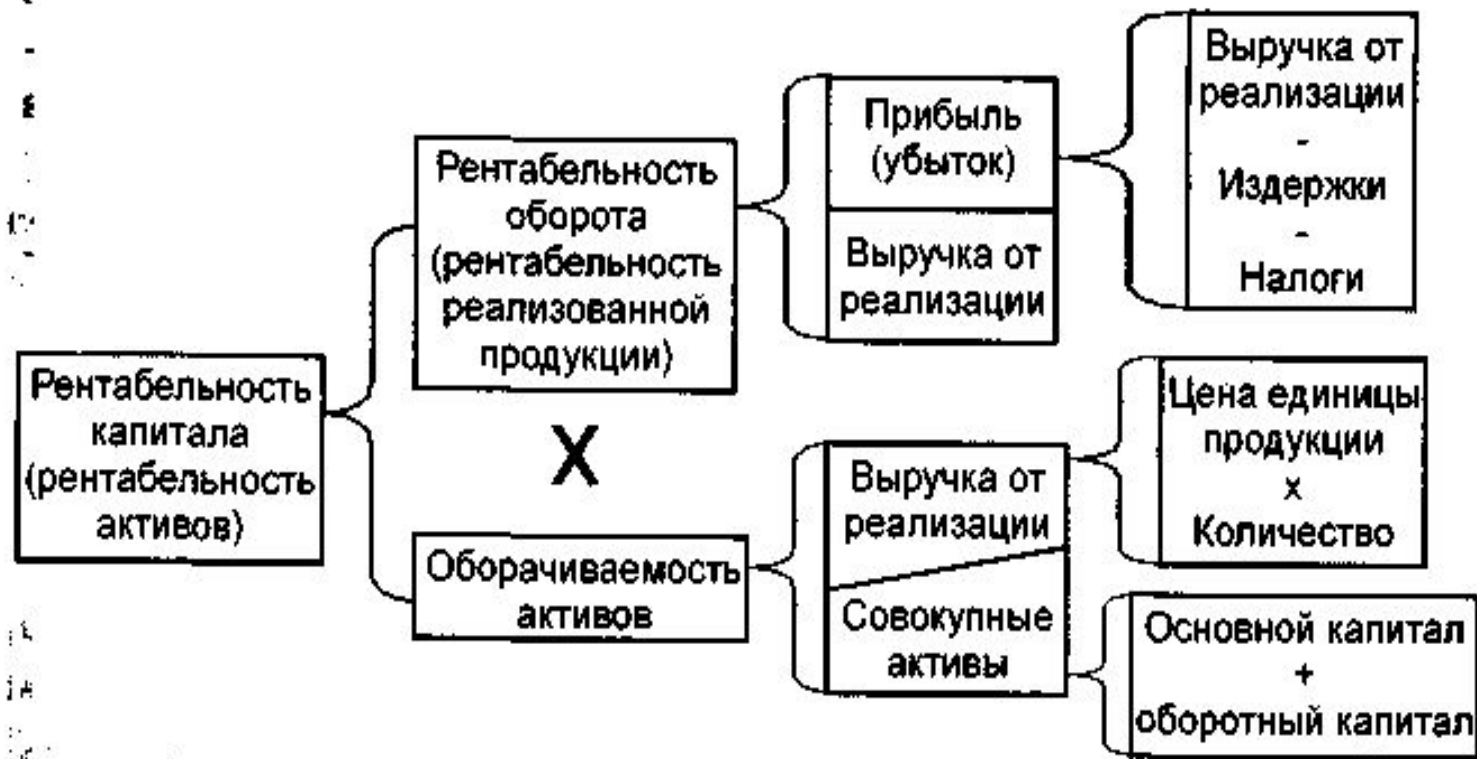 Рентабельность
капитала
(рентабельность
активов)
Рентабельность
оборота
(рентабельность
реализованной
продукции)
X
Оборачиваемость
активов
Прибыль
(убыток)
Выручка от
реализации
Выручка от
реализации
Совокупные
активы
Выручка от
реализации
-
Издержки
-
Налоги
Цена единицы
продукции
x
Количество
Основной капитал
+
оборотный капитал